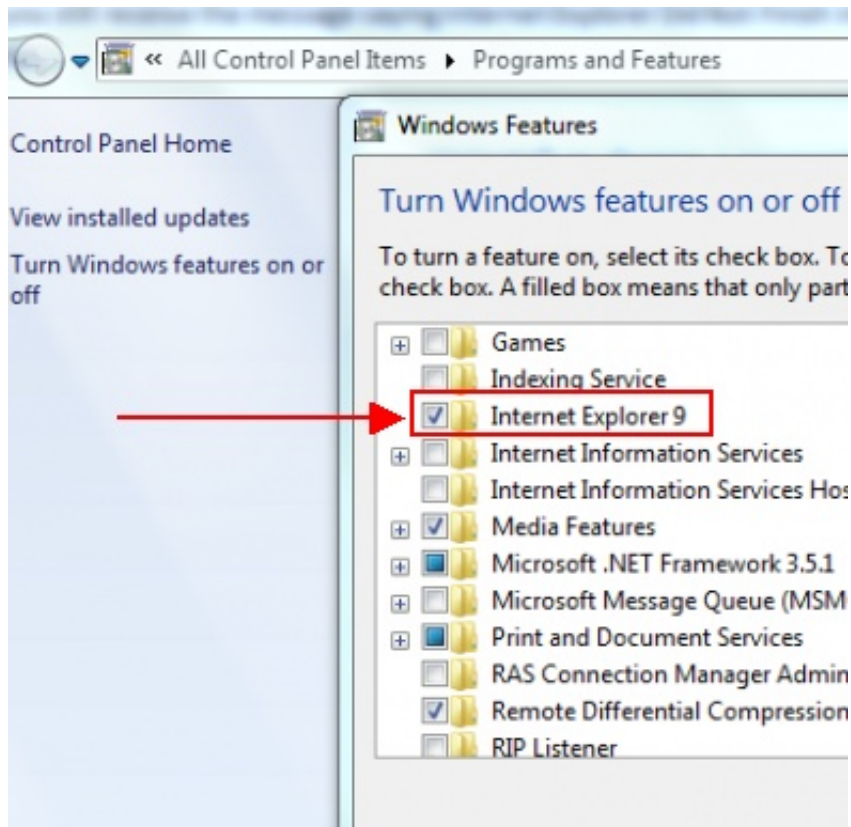 « All Control Panel Items ▸ Programs and Features
Control Panel Home
View installed updates
Turn Windows features on or
off
Windows Features
Turn Windows features on or off
To turn a feature on, select its check box. To
check box. A filled box means that only part
Games
Indexing Service
Internet Explorer 9
Internet Information Services
Internet Information Services Hos
Media Features
Microsoft .NET Framework 3.5.1
Microsoft Message Queue (MSM
Print and Document Services
RAS Connection Manager Admin
Remote Differential Compression
RIP Listener